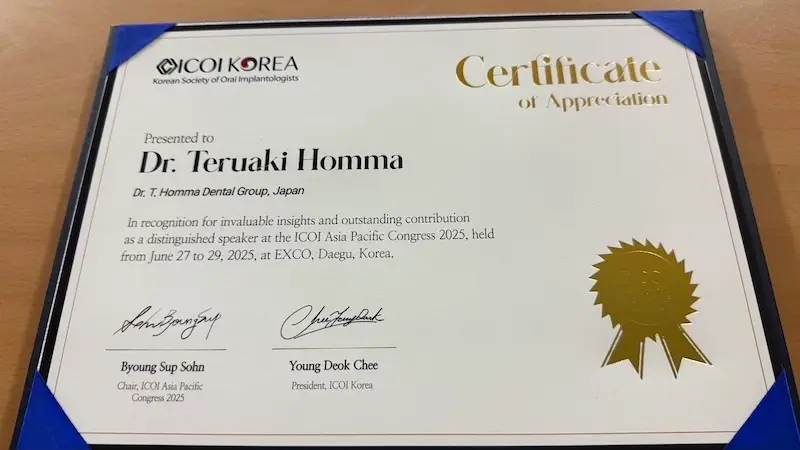 ICOI KOREA
Korean Society of Oral Implantologists
Certificate
of Appreciation
Presented to
Dr. Teruaki Homma
Dr. T. Homma Dental Group, Japan
In recognition for invaluable insights and outstanding contribution
as a distinguished speaker at the ICOI Asia Pacific Congress 2025, held
from June 27 to 29, 2025, at EXCO, Daegu, Korea.
Byoung Sup Sohn
Chair, ICOI Asia Pacific
Congress 2025
Young Deok Chee
President, ICOI Korea